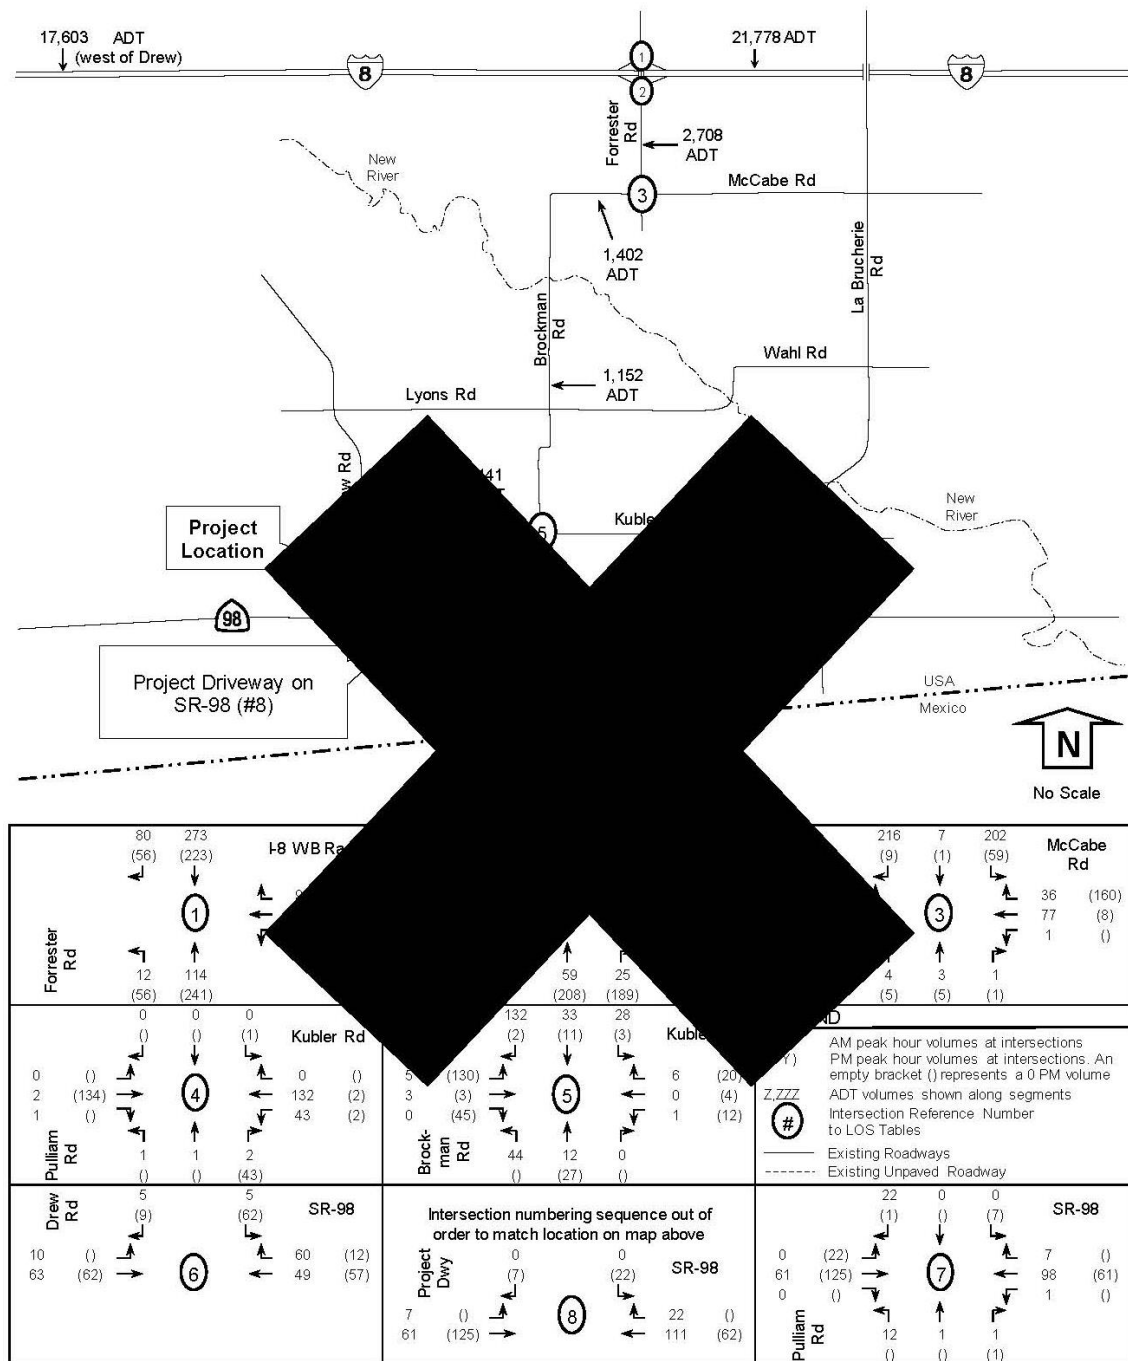 17,603 ADT
(west of Drew)
21,778 ADT
8
8
1
2
Forrester
Rd
2,708
ADT
New
River
McCabe Rd
3
1,402
ADT
La Brucherie
Rd
Brockman
Rd
Wahl Rd
1,152
ADT
Lyons Rd
Rd
New
River
Project
Location
98
Project Driveway on
SR-98 (#8)
USA
Mexico
N
No Scale
80 273
(56) (223)
I-8 WB
1
Forrester
Rd
12 114
(56) (241)
59 25
(208) (189)
216 7 202
(9) (1) (59)
McCabe
Rd
3
36 (160)
77 (8)
1 ()
4 3 1
(5) (5) (1)
0 0 0
() () (1)
Kubler Rd
0 () 0 ()
2 (134) 4 132 (2)
1 () 43 (2)
Pulliam
Rd
1 1 2
() () (43)
132 33 28
(2) (11) (3)
5 (130) 6 (20)
3 (3) 5 0 (4)
0 (45) 1 (12)
Brock-
man
Rd
44 12 0
() (27) ()
AM peak hour volumes at intersections
PM peak hour volumes at intersections. An
empty bracket () represents a 0 PM volume
Z,ZZZ ADT volumes shown along segments
# Intersection Reference Number
to LOS Tables
Existing Roadways
Existing Unpaved Roadway
Drew
Rd
5 5
(9) (62)
SR-98
10 () 60 (12)
63 (62) 6 49 (57)
Intersection numbering sequence out of
order to match location on map above
Project
Dwy
0 0
(7) (22)
SR-98
7 () 22 ()
61 (125) 8 111 (62)
22 0 0
(1) () (7)
SR-98
0 (22) 7 ()
61 (125) 7 98 (61)
0 () 1 ()
Pulliam
Rd
12 1 1
() () (1)